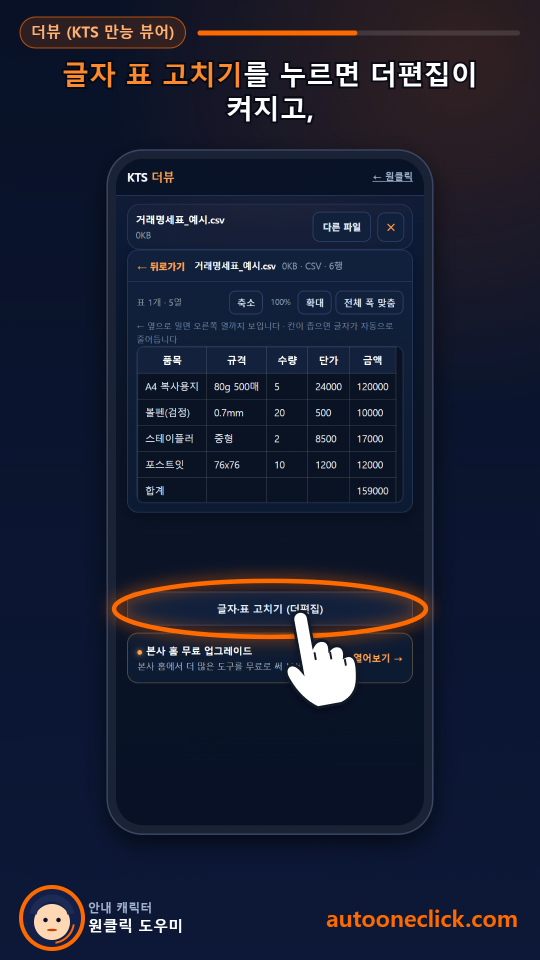 더뷰 (KTS 만능 뷰어)
글자 표 고치기를 누르면 더편집이
켜지고,
KTS 더뷰
← 원클릭
거래명세표_예시.csv
0KB
다른 파일
×
← 뒤로가기 거래명세표_예시.csv 0KB · CSV · 6행
표 1개 · 5열 축소 100% 확대 전체 폭 맞춤
← 옆으로 밀면 오른쪽 열까지 보입니다 · 칸이 좁으면 글자가 자동으로
줄어듭니다
품목 규격 수량 단가 금액
A4 복사용지 80g 500매 5 24000 120000
볼펜(검정) 0.7mm 20 500 10000
스테이플러 중형 2 8500 17000
포스트잇 76x76 10 1200 12000
합계 159000
글자·표 고치기 (더편집)
본사 홈 무료 업그레이드
본사 홈에서 더 많은 도구를 무료로 써
열어보기 →
안내 캐릭터
원클릭 도우미
autooneclick.com